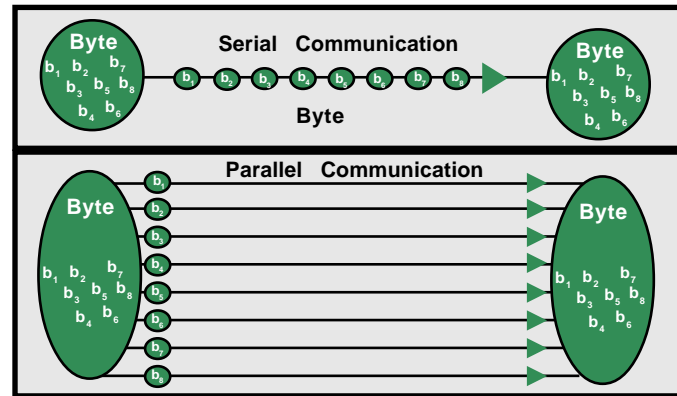 Serial Communication
Byte
b1 b2 b7
b3 b5 b8
b4 b6
b1 b2 b3 b4 b5 b6 b7 b8
Byte
Byte
b1 b2 b7
b3 b5 b8
b4 b6
Parallel Communication
Byte
b1 b2 b7
b3 b5 b8
b4 b6
b1
b2
b3
b4
b5
b6
b7
b8
Byte
b1 b2 b7
b3 b5 b8
b4 b6